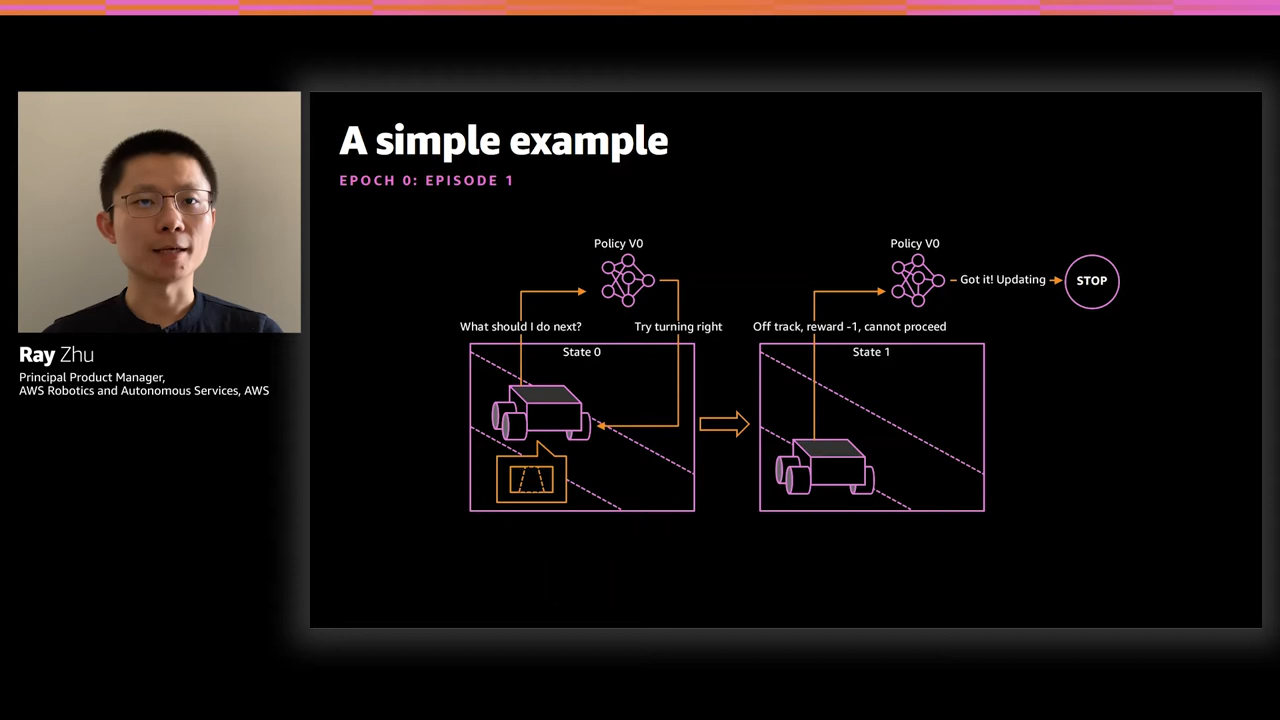 A simple example
EPOCH 0: EPISODE 1
Policy V0
Policy V0
Got it! Updating
STOP
What should I do next?
Try turning right
Off track, reward -1, cannot proceed
State 0
State 1
Ray Zhu
Principal Product Manager,
AWS Robotics and Autonomous Services, AWS